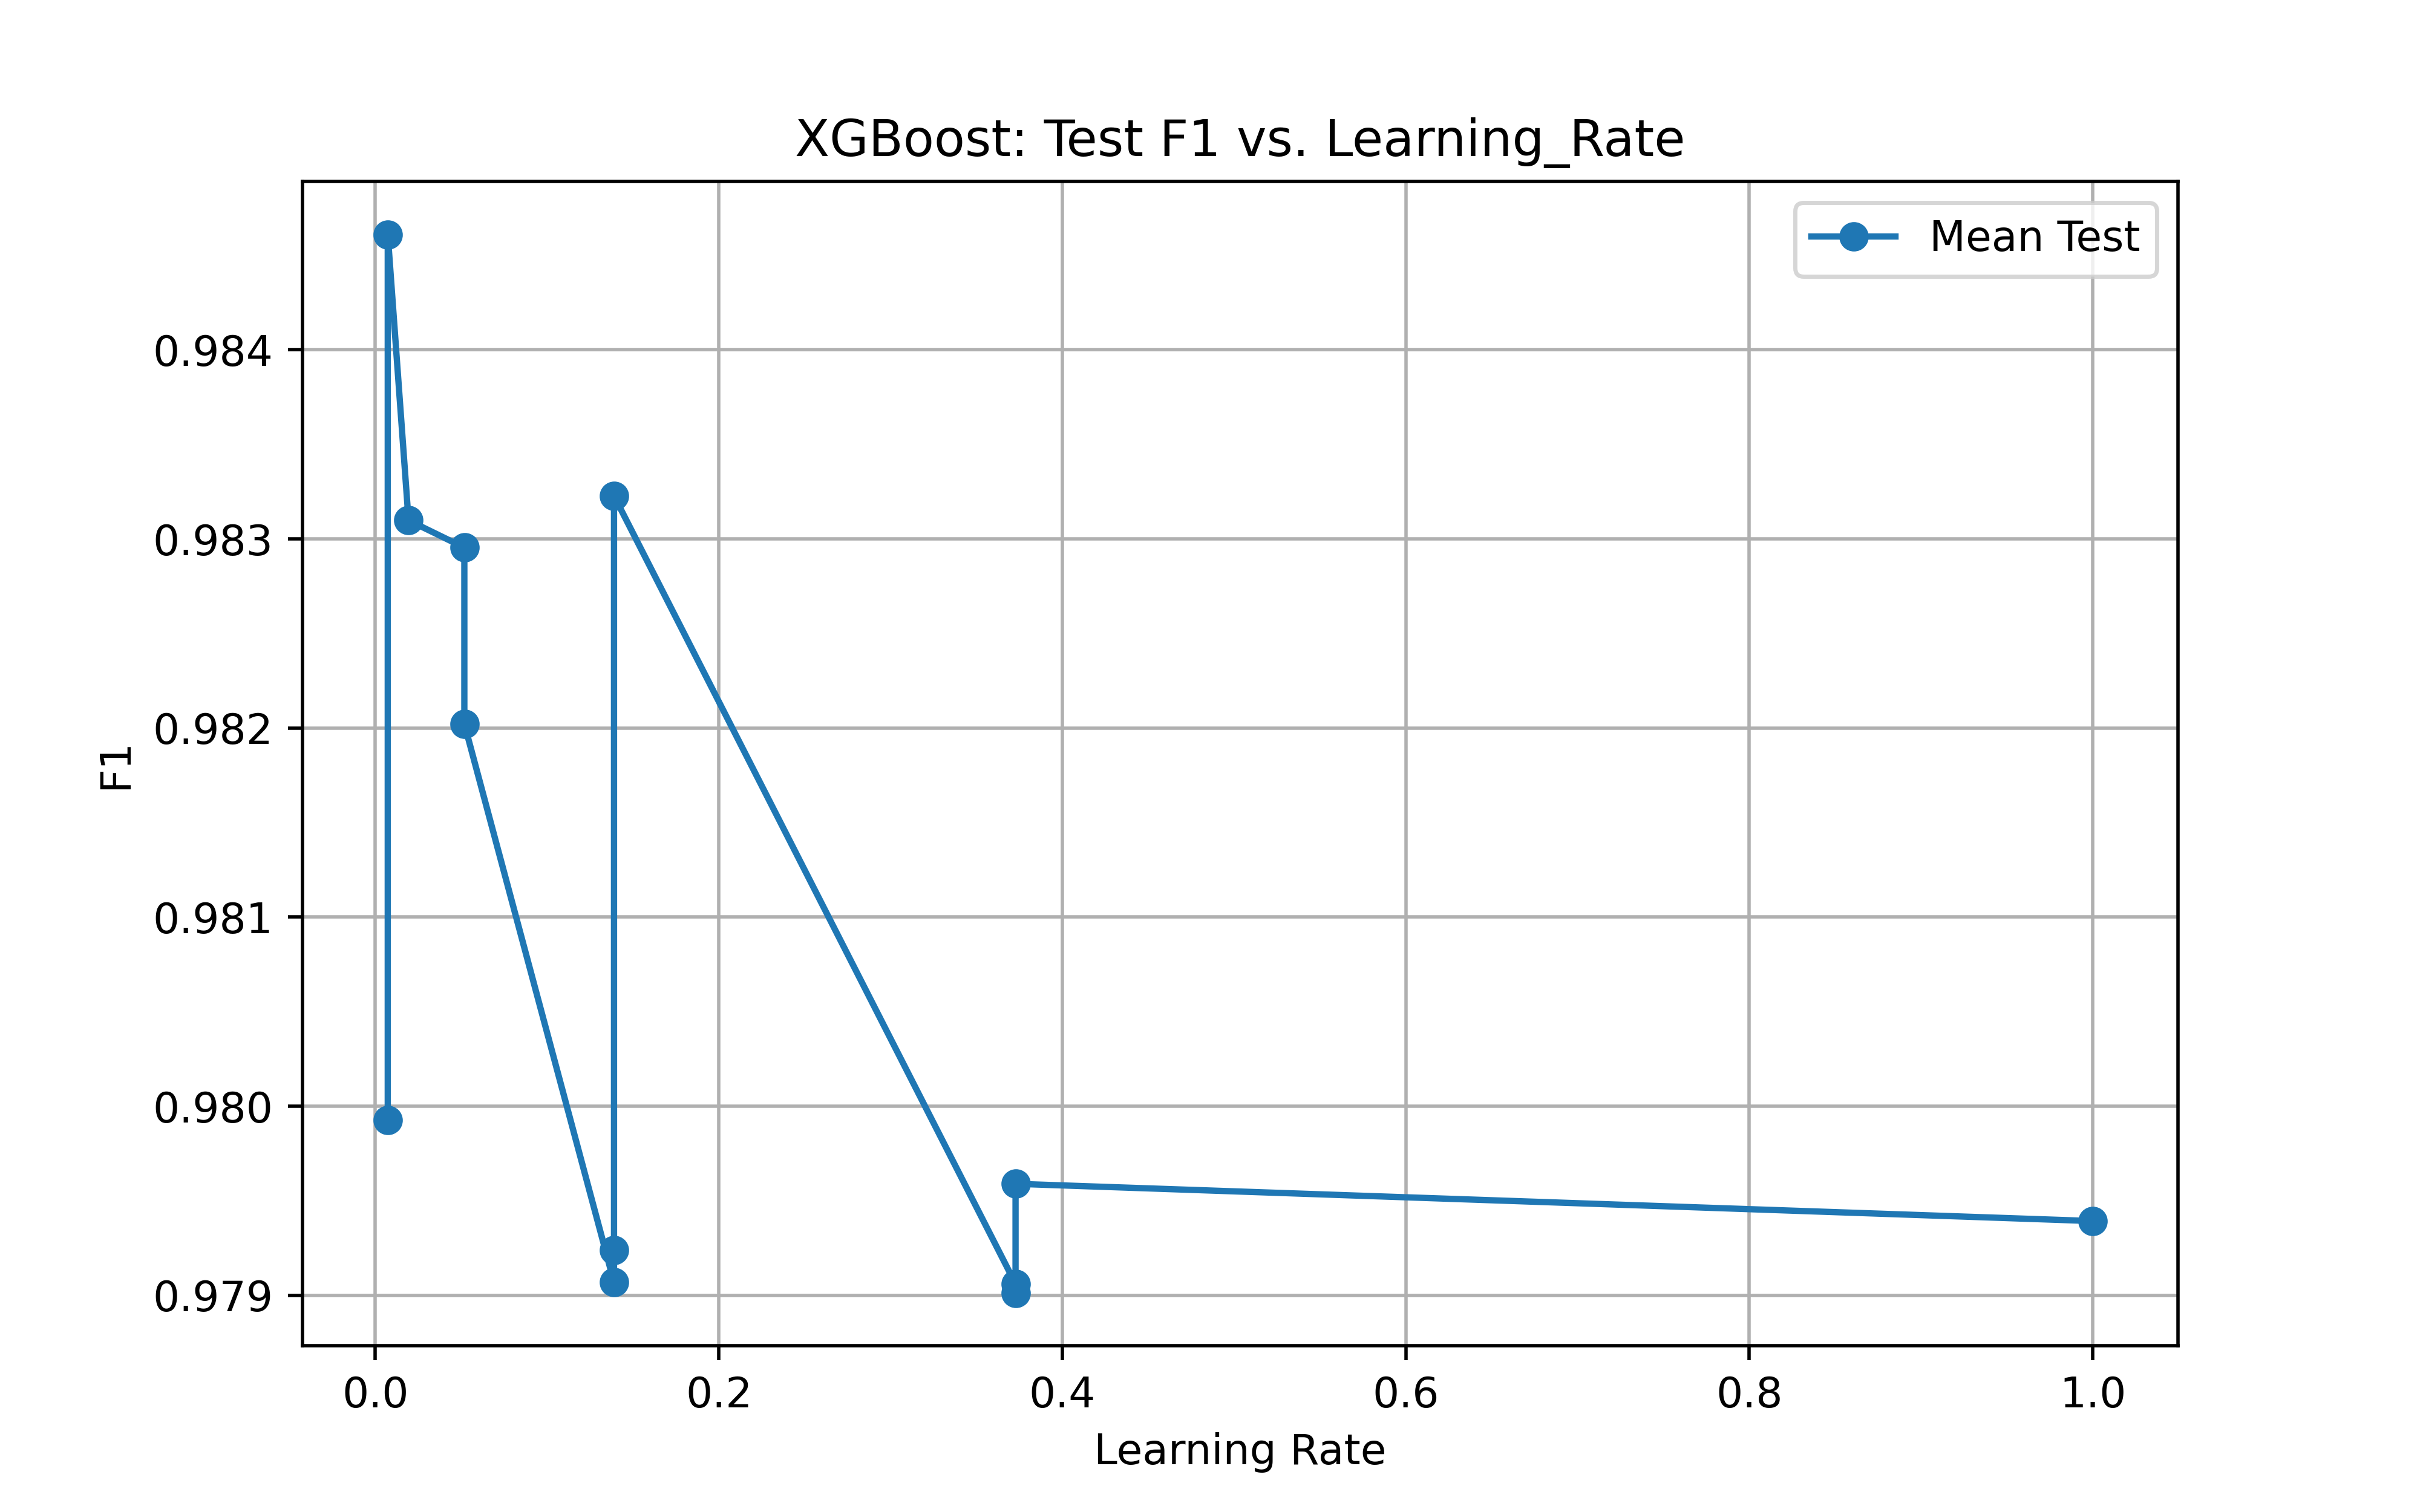 XGBoost: Test F1 vs. Learning_Rate
Mean Test
0.984
0.983
0.982
0.981
0.980
0.979
F1
0.0 0.2 0.4 0.6 0.8 1.0
Learning Rate